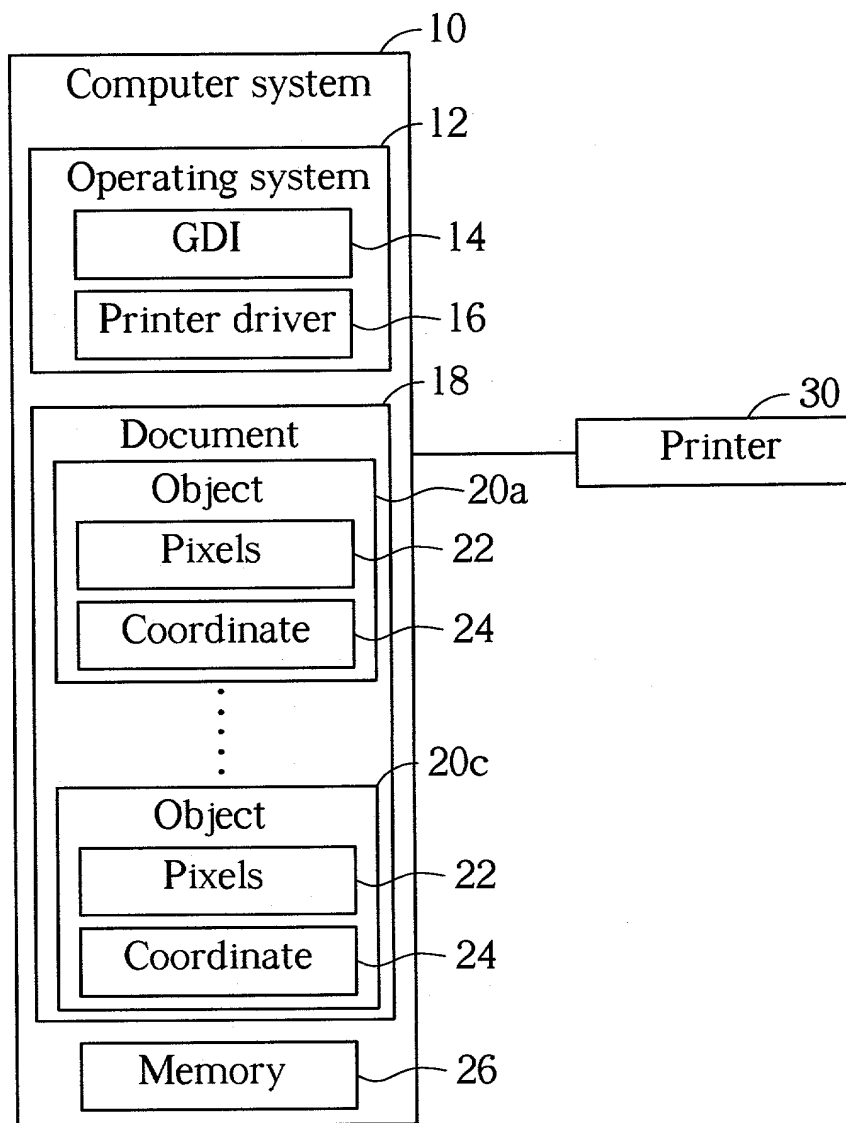 10
Computer system
12
Operating system
GDI 14
Printer driver 16
18
Document
30
Printer
Object 20a
Pixels 22
Coordinate 24
20c
Object
Pixels 22
Coordinate 24
Memory 26